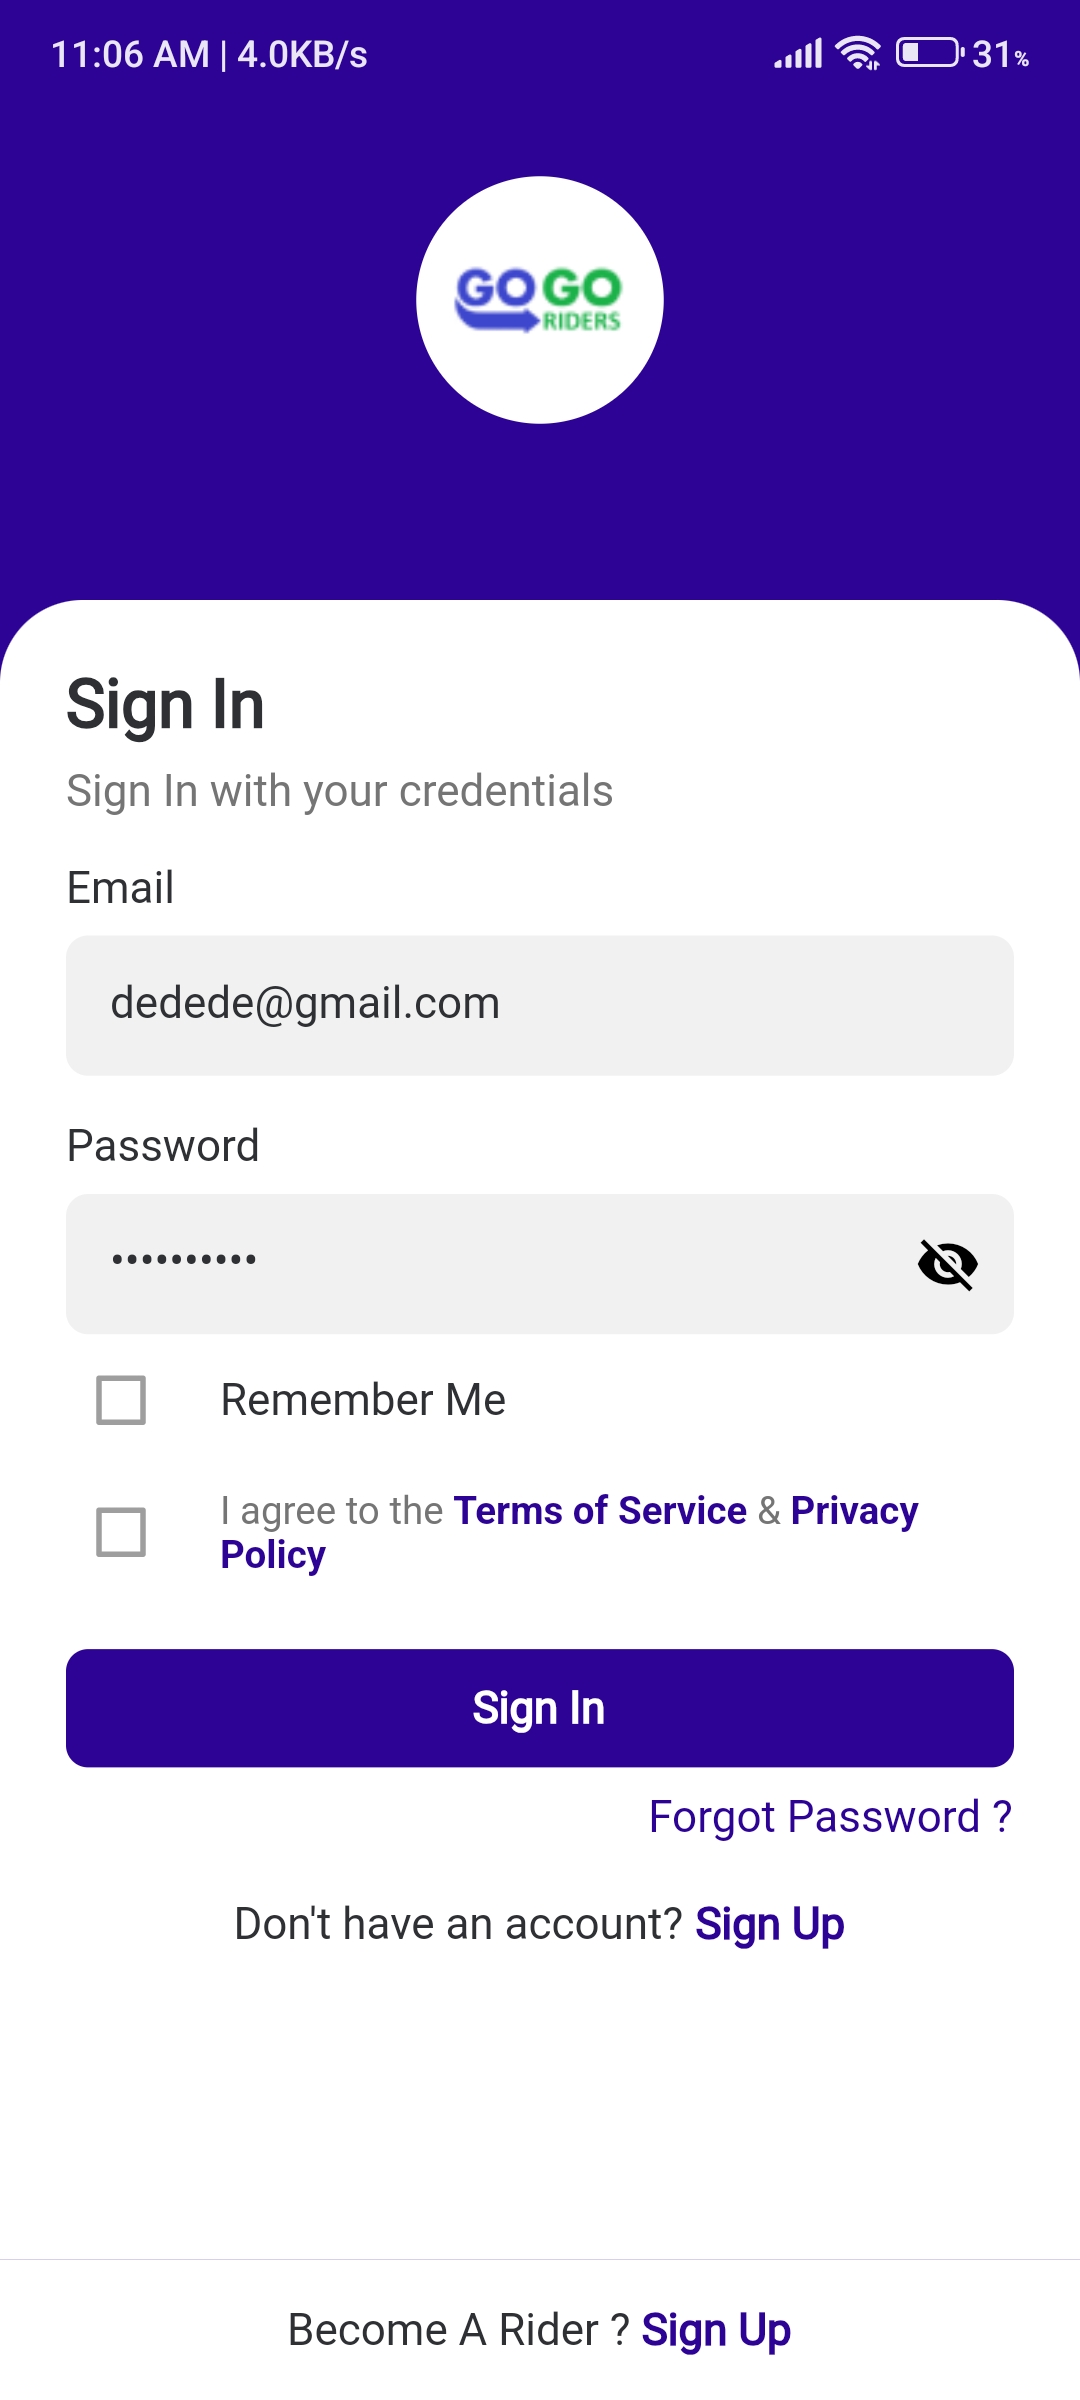 11:06 AM | 4.0KB/s 31%
GOGO
RIDERS
Sign In
Sign In with your credentials
Email
dedede@gmail.com
Password
••••••••••
Remember Me
I agree to the Terms of Service & Privacy
Policy
Sign In
Forgot Password ?
Don't have an account? Sign Up
Become A Rider ? Sign Up